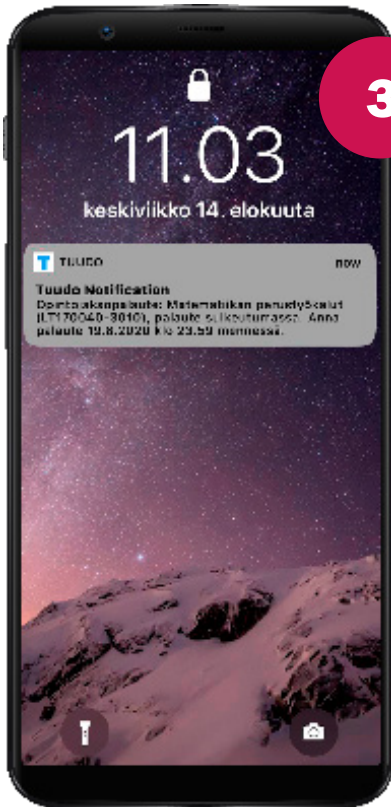 3
11.03
keskiviikko 14. elokuuta
T TUUDO now
Tuudo Notification
Opintojaksopalaute: Matematiikan perustyökalut
(LT170040-3010), palaute sulkeutumassa. Anna
palaute 19.8.2020 klo 23.59 mennessä.